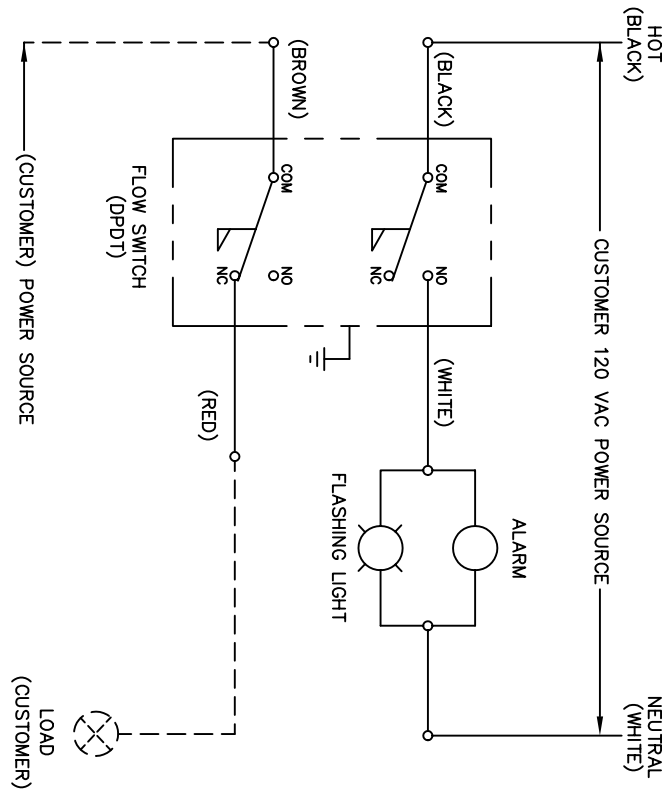 HOT
(BLACK)
CUSTOMER 120 VAC POWER SOURCE
NEUTRAL
(WHITE)
(BLACK)
COM
NO
NC
(WHITE)
ALARM
FLASHING LIGHT
(BROWN)
COM
NO
NC
FLOW SWITCH
(DPDT)
(RED)
(CUSTOMER) POWER SOURCE
LOAD
(CUSTOMER)